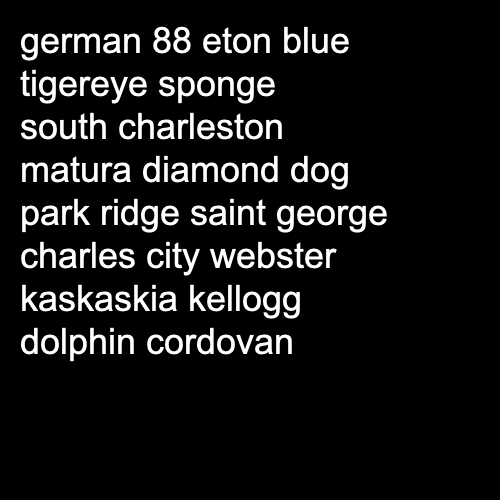 german 88 eton blue
tigereye sponge
south charleston
matura diamond dog
park ridge saint george
charles city webster
kaskaskia kellogg
dolphin cordovan